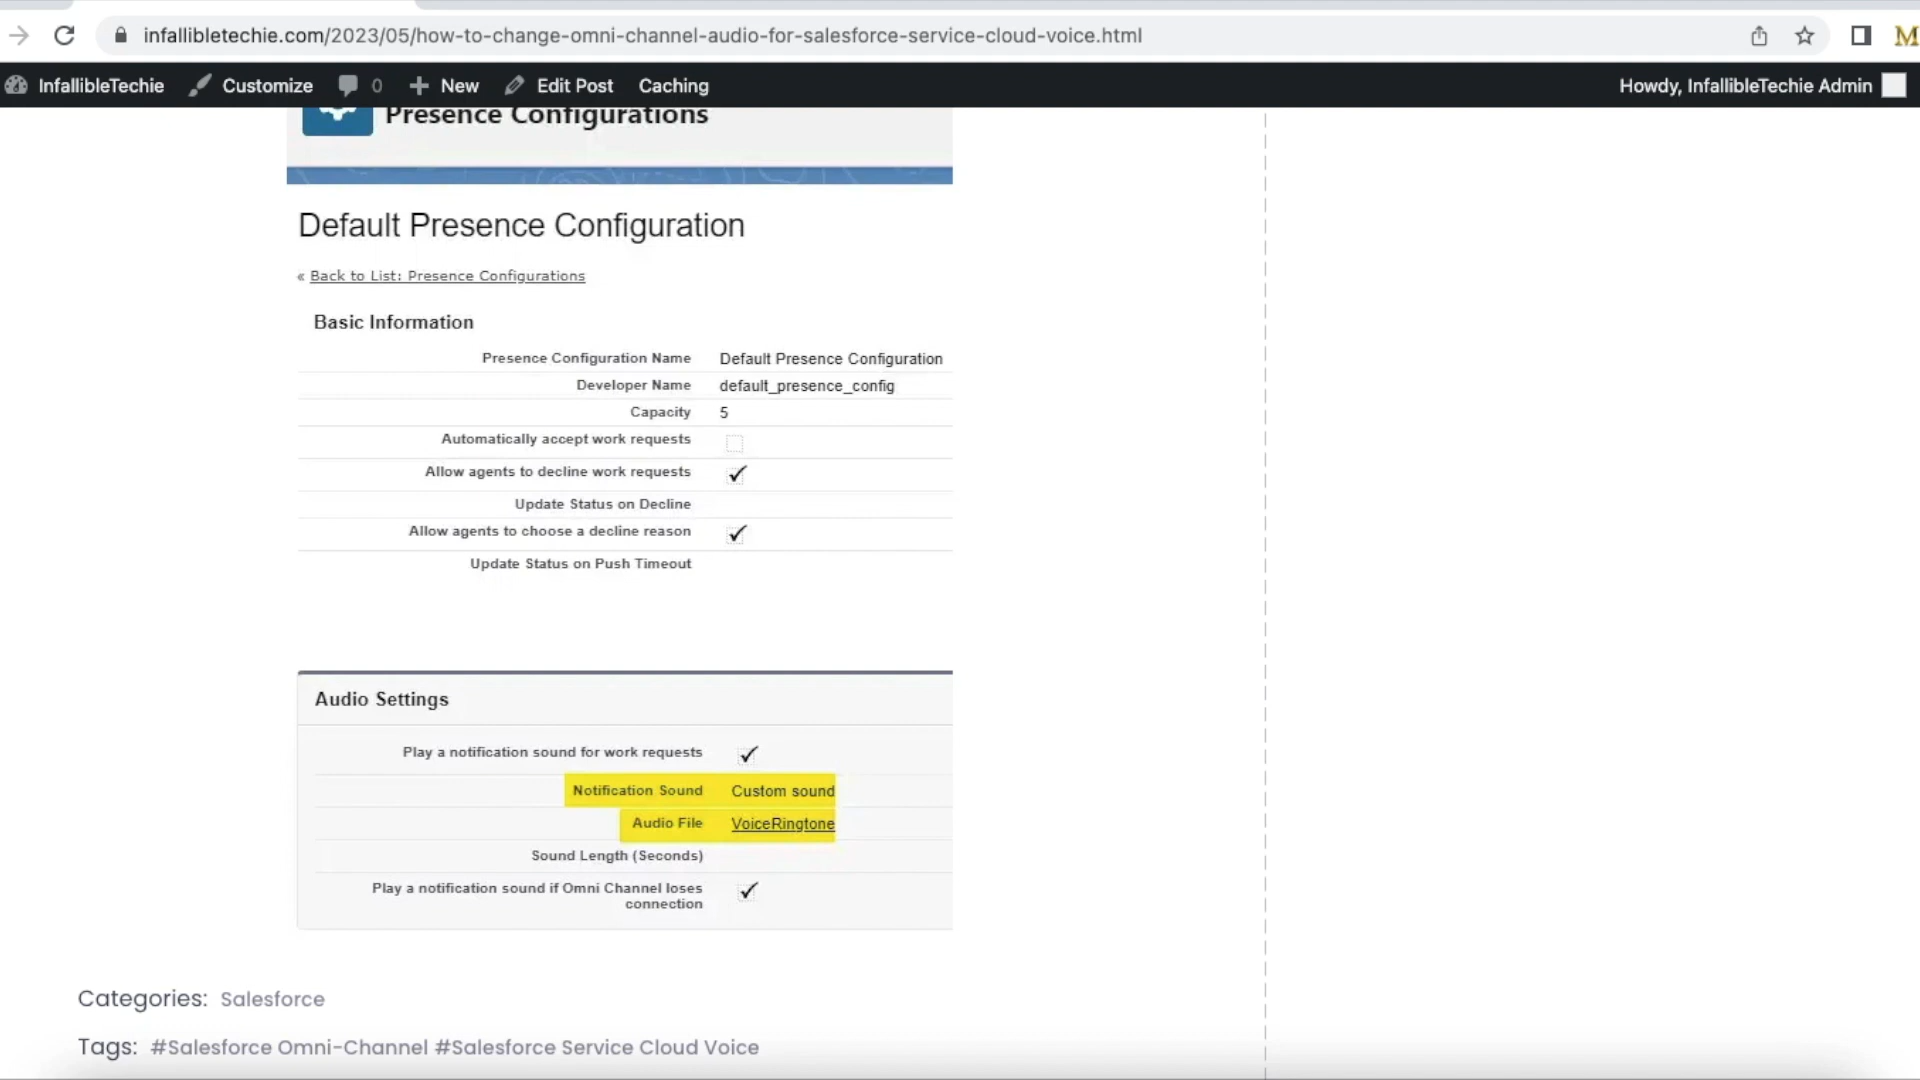 infallibletechie.com/2023/05/how-to-change-omni-channel-audio-for-salesforce-service-cloud-voice.html
M
InfallibleTechie Customize 0 New Edit Post Caching Howdy, InfallibleTechie Admin
Presence Configurations
Default Presence Configuration
« Back to List: Presence Configurations
Basic Information
Presence Configuration Name Default Presence Configuration
Developer Name default_presence_config
Capacity 5
Automatically accept work requests
Allow agents to decline work requests
Update Status on Decline
Allow agents to choose a decline reason
Update Status on Push Timeout
Audio Settings
Play a notification sound for work requests
Notification Sound Custom sound
Audio File VoiceRingtone
Sound Length (Seconds)
Play a notification sound if Omni Channel loses
connection
Categories: Salesforce
Tags: #Salesforce Omni-Channel #Salesforce Service Cloud Voice